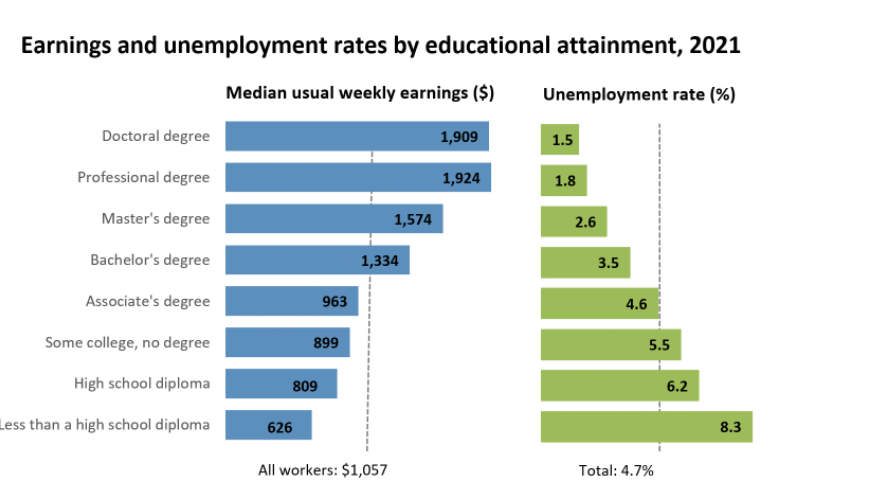 Earnings and unemployment rates by educational attainment, 2021
Median usual weekly earnings ($) Unemployment rate (%)
Doctoral degree 1,909 1.5
Professional degree 1,924 1.8
Master's degree 1,574 2.6
Bachelor's degree 1,334 3.5
Associate's degree 963 4.6
Some college, no degree 899 5.5
High school diploma 809 6.2
Less than a high school diploma 626 8.3
All workers: $1,057 Total: 4.7%